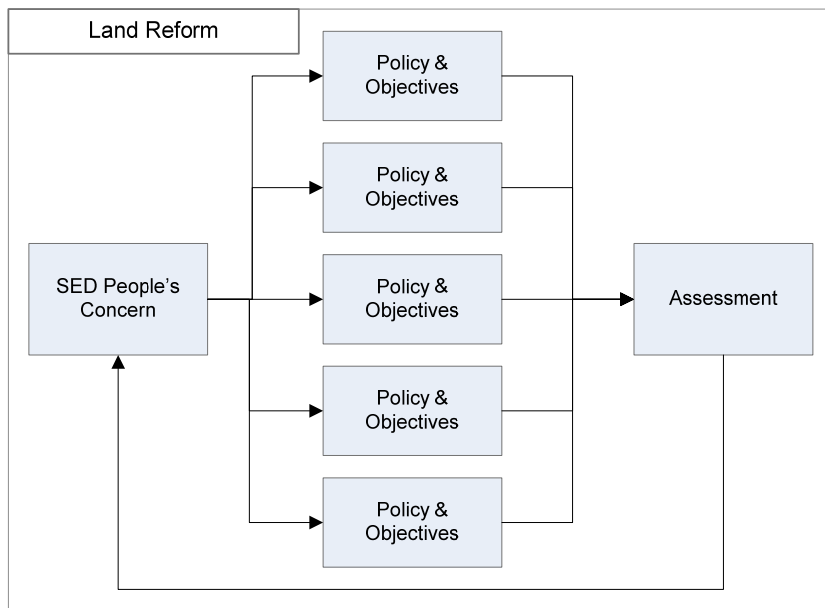 Land Reform
Policy &
Objectives
Policy &
Objectives
SED People's
Concern
Policy &
Objectives
Assessment
Policy &
Objectives
Policy &
Objectives